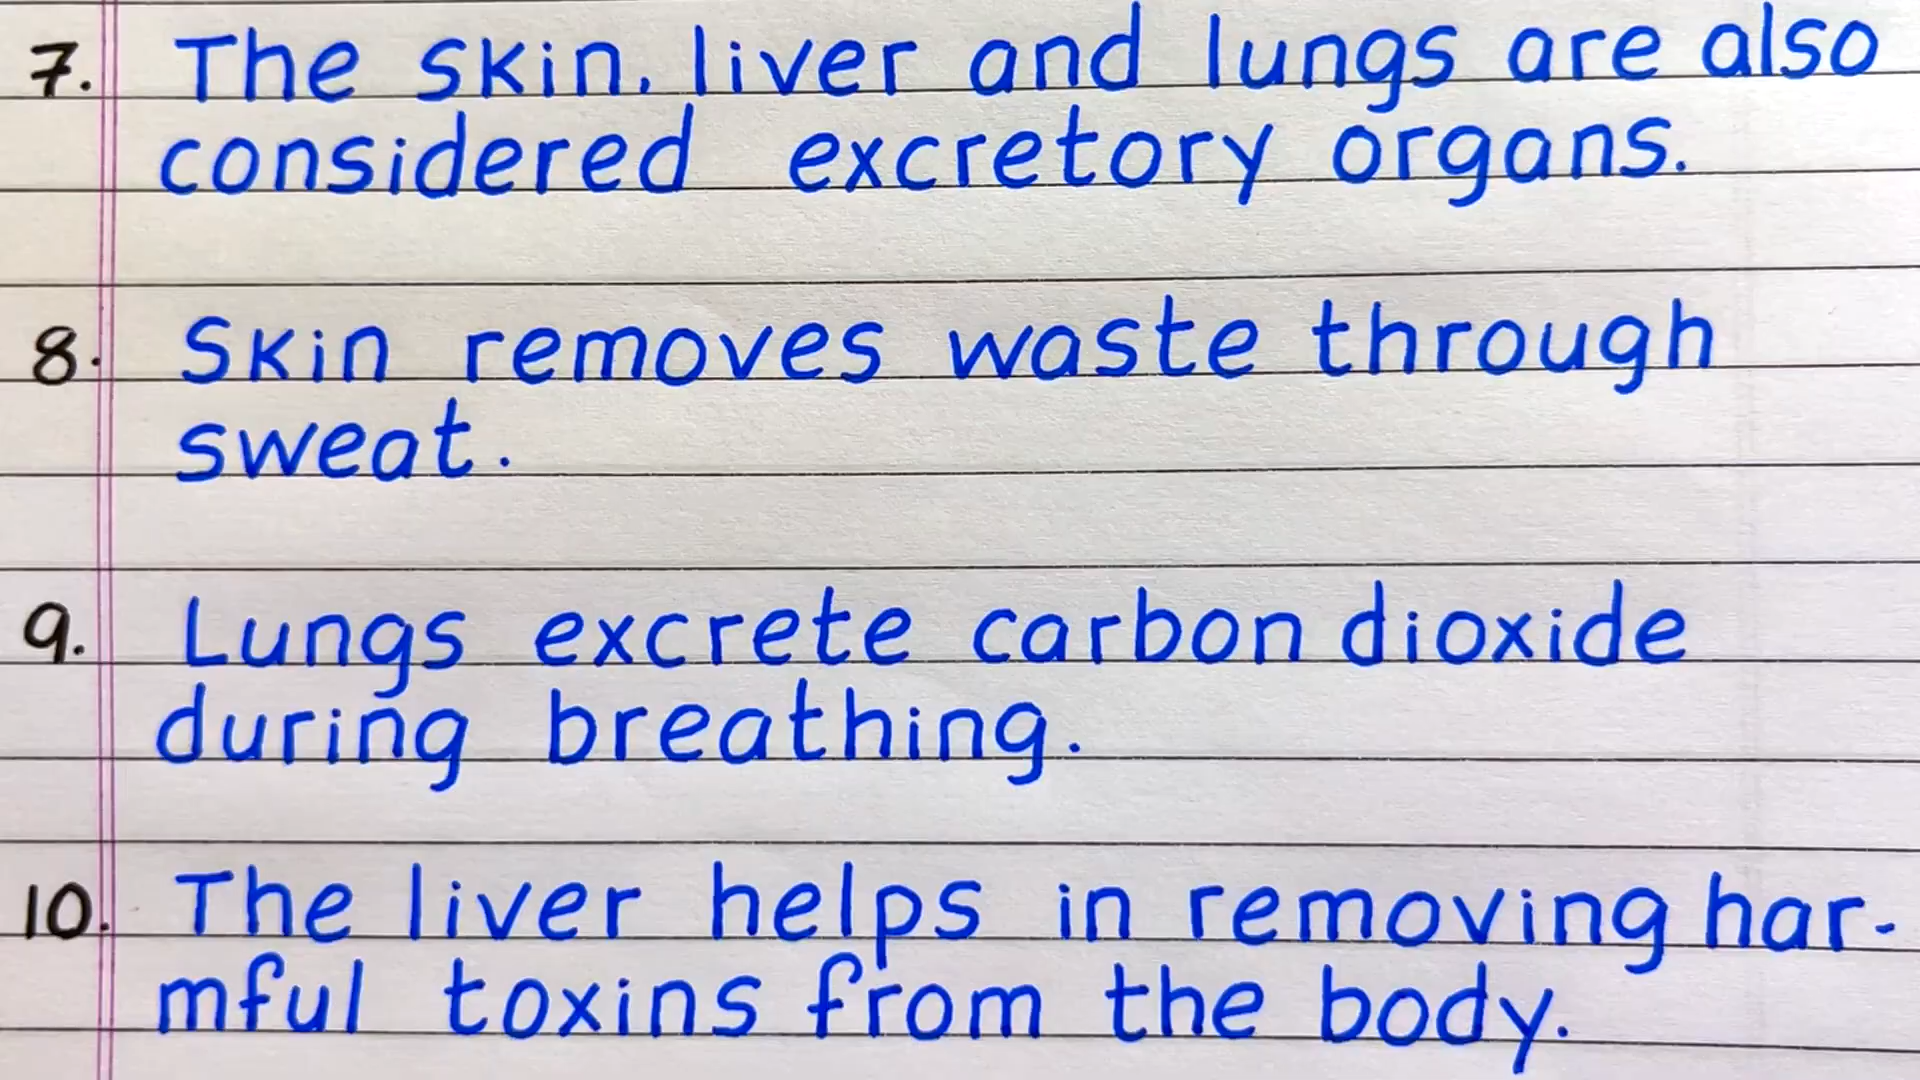 7. The skin, liver and lungs are also
considered excretory organs.
8. Skin removes waste through
sweat.
9. Lungs excrete carbon dioxide
during breathing.
10. The liver helps in removing har-
mful toxins from the body.